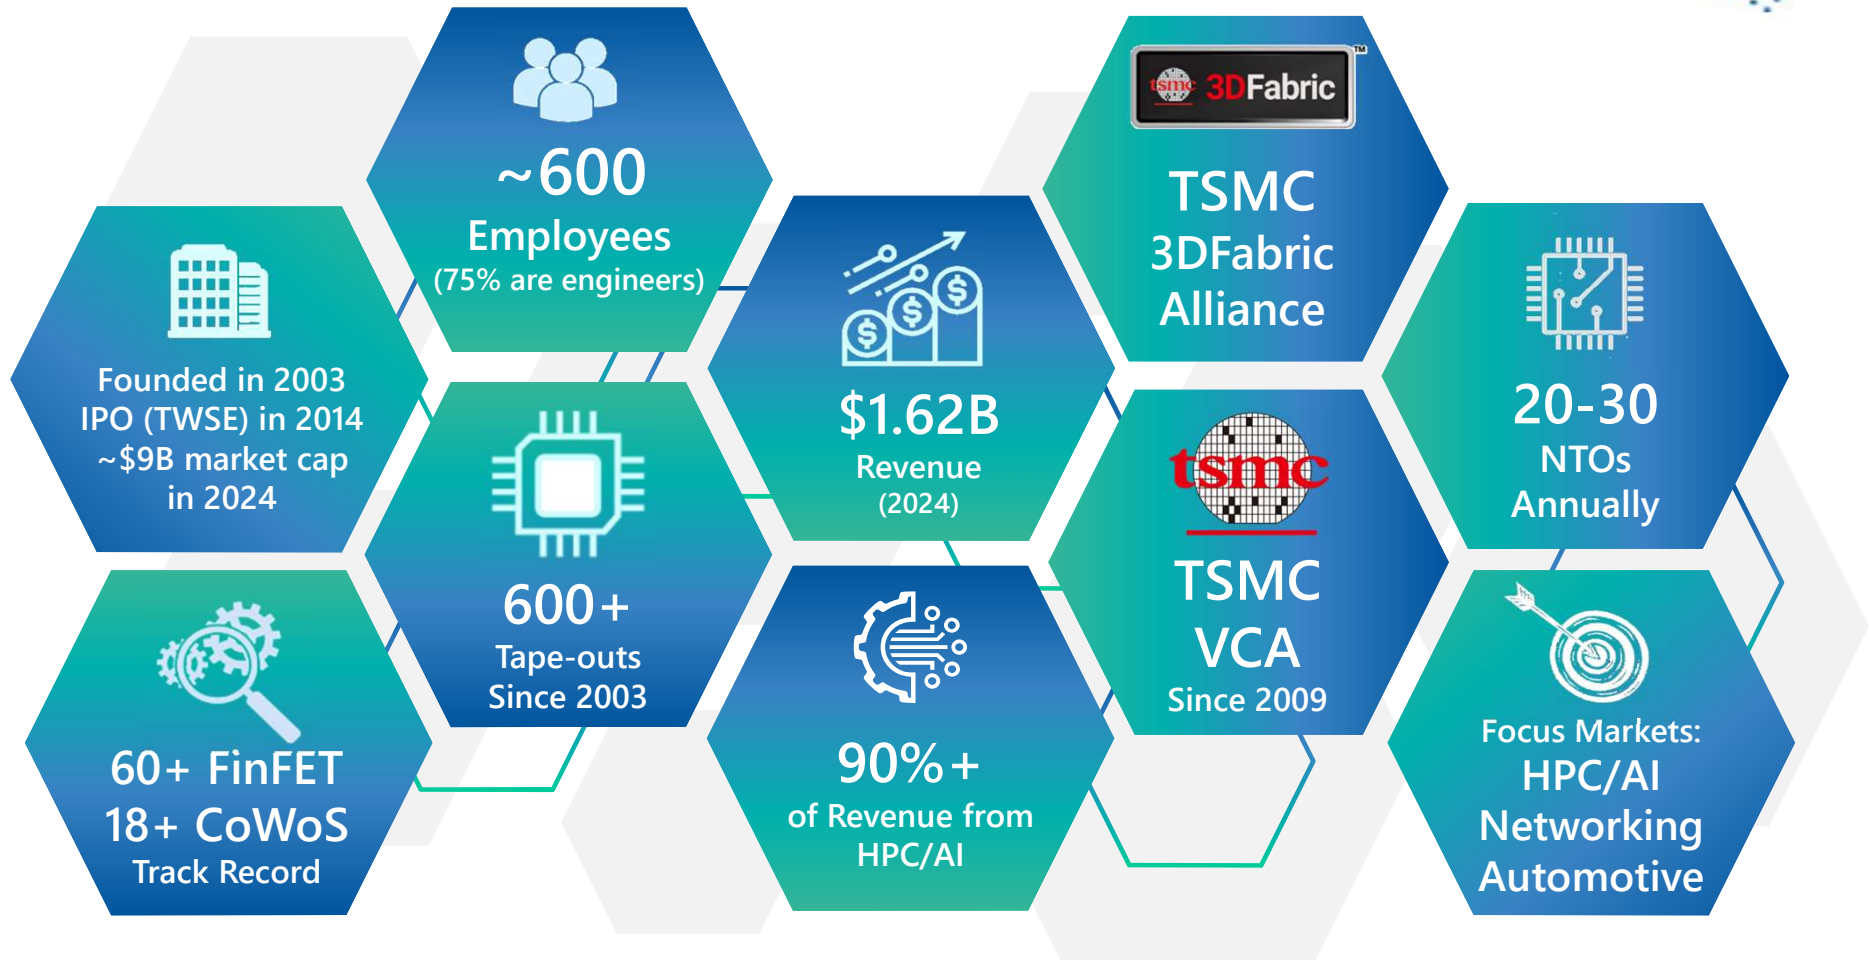 Founded in 2003
IPO (TWSE) in 2014
~$9B market cap
in 2024
~600
Employees
(75% are engineers)
60+ FinFET
18+ CoWoS
Track Record
600+
Tape-outs
Since 2003
$1.62B
Revenue
(2024)
90%+
of Revenue from
HPC/AI
tsmc 3DFabric™
TSMC
3DFabric
Alliance
tsmc
TSMC
VCA
Since 2009
20-30
NTOs
Annually
Focus Markets:
HPC/AI
Networking
Automotive